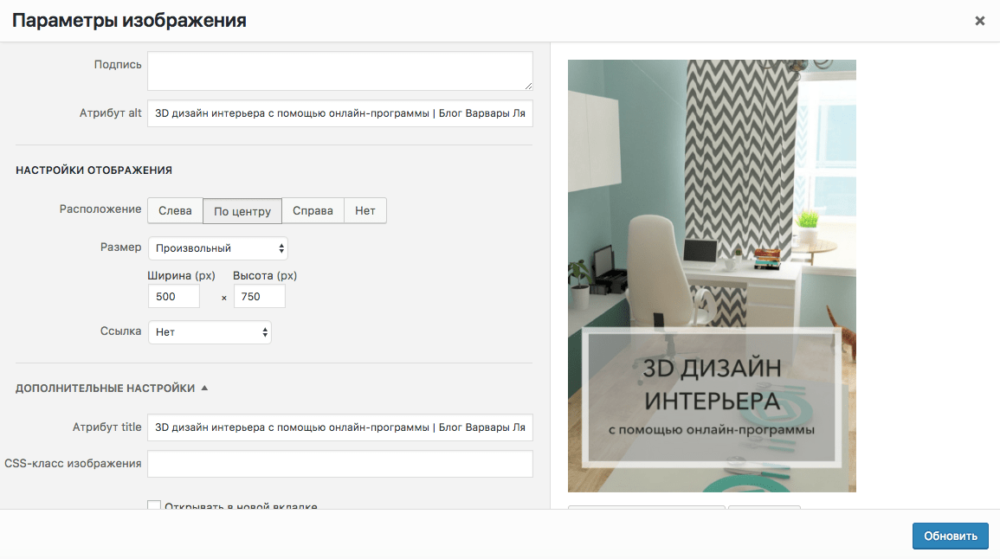 Параметры изображения
Подпись
Атрибут alt
3D дизайн интерьера с помощью онлайн-программы | Блог Варвары Ля
НАСТРОЙКИ ОТОБРАЖЕНИЯ
Расположение
Слева По центру Справа Нет
Размер
Произвольный
Ширина (px) Высота (px)
500 × 750
Ссылка
Нет
ДОПОЛНИТЕЛЬНЫЕ НАСТРОЙКИ
Атрибут title
3D дизайн интерьера с помощью онлайн-программы | Блог Варвары Ля
CSS-класс изображения
Открывать в новой вкладке
3D ДИЗАЙН
ИНТЕРЬЕРА
с помощью онлайн-программы
Обновить